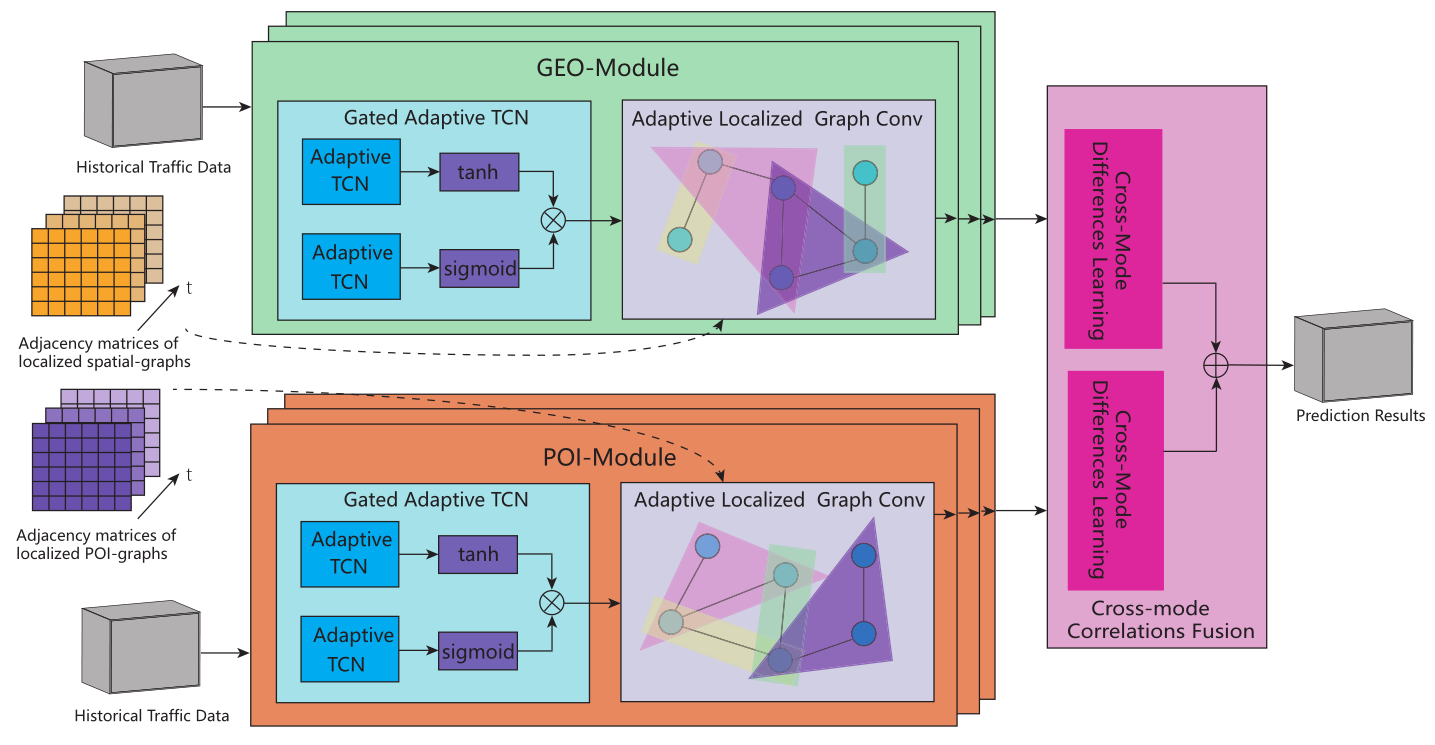 GEO-Module
Historical Traffic Data
Gated Adaptive TCN
Adaptive
TCN
tanh
Adaptive
TCN
sigmoid
Adaptive Localized Graph Conv
t
Adjacency matrices of
localized spatial-graphs
POI-Module
t
Adjacency matrices of
localized POI-graphs
Gated Adaptive TCN
Adaptive
TCN
tanh
Adaptive
TCN
sigmoid
Adaptive Localized Graph Conv
Historical Traffic Data
Cross-Mode
Differences Learning
Cross-Mode
Differences Learning
Cross-mode
Correlations Fusion
Prediction Results